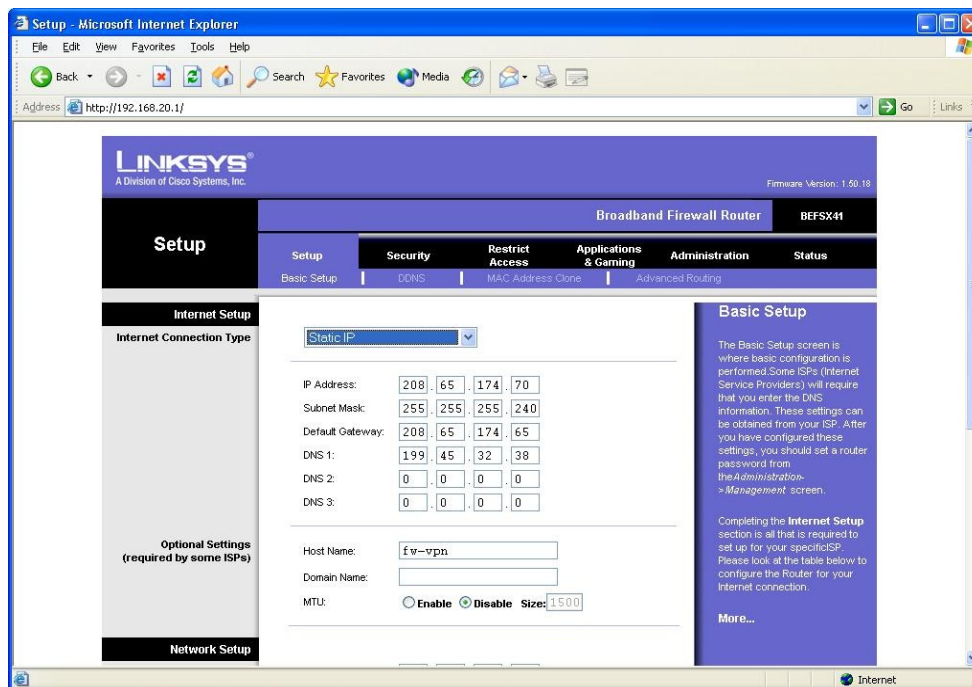 Setup - Microsoft Internet Explorer
File Edit View Favorites Tools Help
Back Search Favorites Media
Address http://192.168.20.1/ Go Links
LINKSYS®
A Division of Cisco Systems, Inc.
Firmware Version: 1.50.18
Broadband Firewall Router BEFSX41
Setup
Setup Security Restrict Access Applications & Gaming Administration Status
Basic Setup DDNS MAC Address Clone Advanced Routing
Internet Setup
Internet Connection Type
Static IP
IP Address: 208 . 65 . 174 . 70
Subnet Mask: 255 . 255 . 255 . 240
Default Gateway: 208 . 65 . 174 . 65
DNS 1: 199 . 45 . 32 . 38
DNS 2: 0 . 0 . 0 . 0
DNS 3: 0 . 0 . 0 . 0
Optional Settings
(required by some ISPs)
Host Name: fw-vpn
Domain Name:
MTU: Enable Disable Size: 1500
Network Setup
Basic Setup
The Basic Setup screen is
where basic configuration is
performed.Some ISPs (Internet
Service Providers) will require
that you enter the DNS
information. These settings can
be obtained from your ISP. After
you have configured these
settings, you should set a router
password from
theAdministration-
>Management screen.
Completing the Internet Setup
section is all that is required to
set up for your specificISP.
Please look at the table below to
configure the Router for your
Internet connection.
More...
Internet